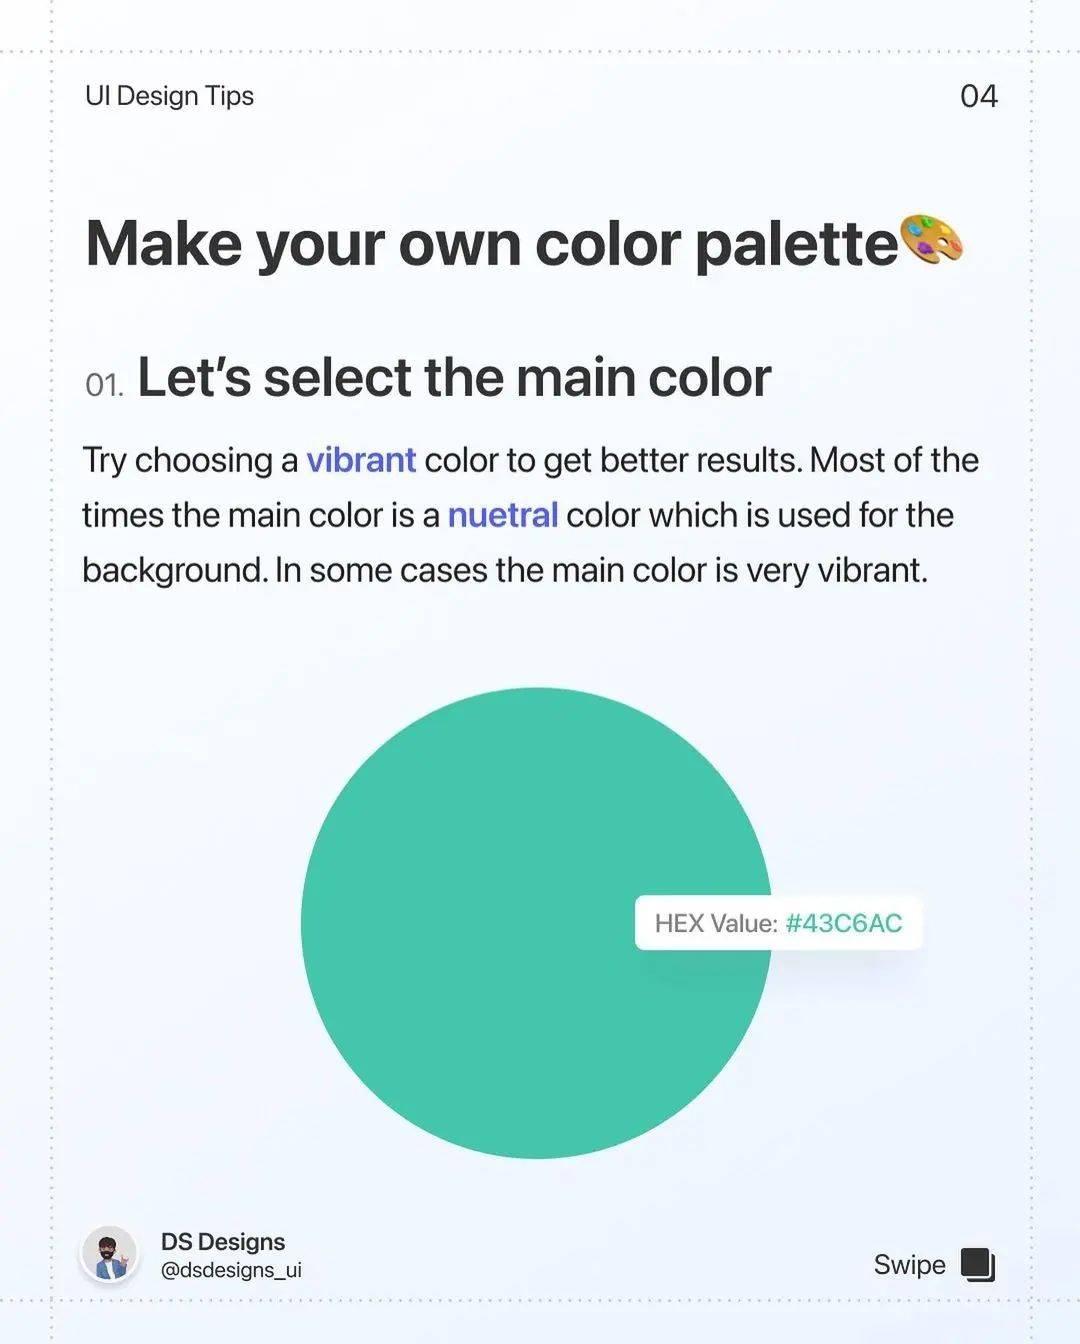 UI Design Tips
04
Make your own color palette🎨
01. Let’s select the main color
Try choosing a vibrant color to get better results. Most of the
times the main color is a nuetral color which is used for the
background. In some cases the main color is very vibrant.
HEX Value: #43C6AC
DS Designs
@dsdesigns_ui
Swipe